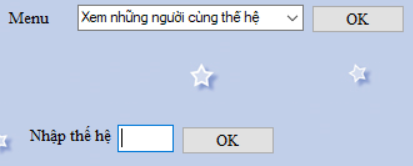 Menu Xem những người cùng thế hệ OK
Nhập thế hệ OK